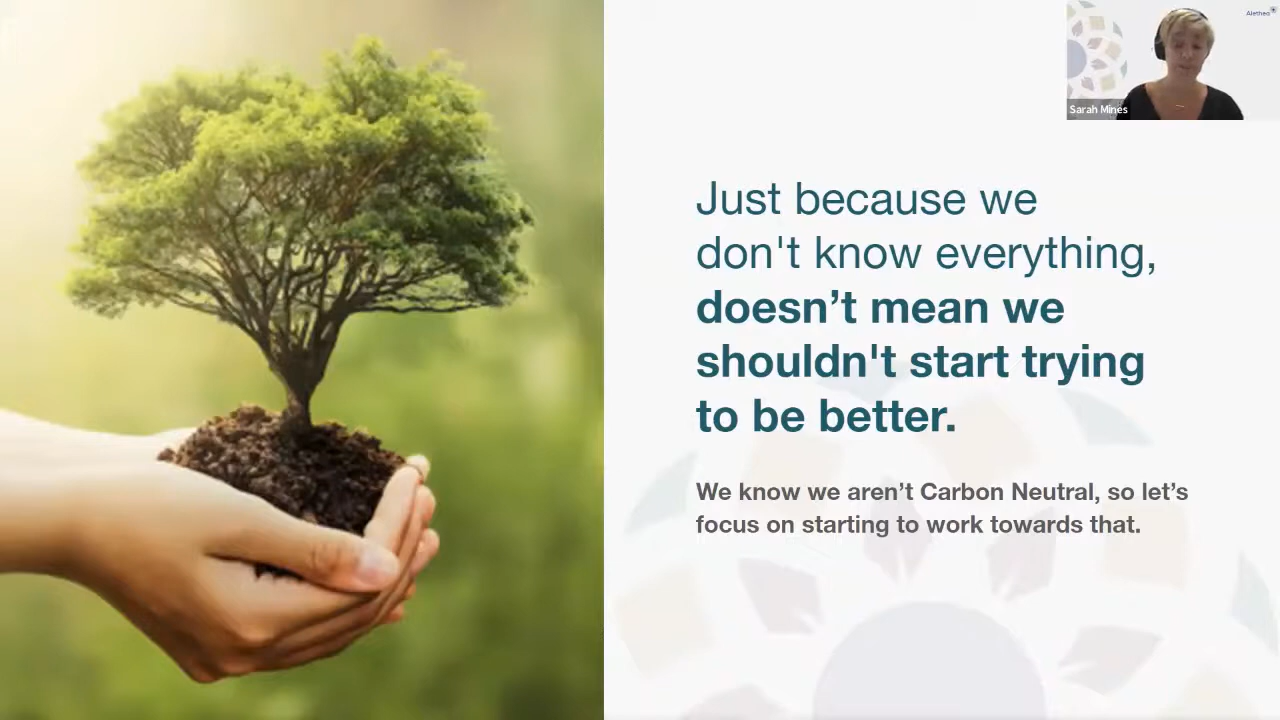 Aletheo
Sarah Mines
Just because we
don't know everything,
doesn’t mean we
shouldn't start trying
to be better.
We know we aren’t Carbon Neutral, so let’s
focus on starting to work towards that.